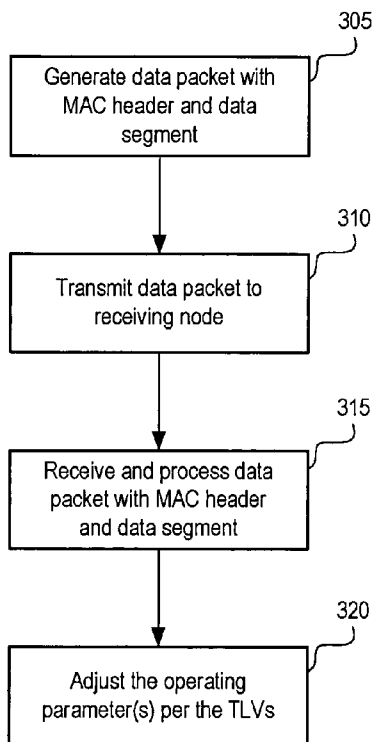 305
Generate data packet with
MAC header and data
segment
310
Transmit data packet to
receiving node
315
Receive and process data
packet with MAC header
and data segment
320
Adjust the operating
parameter(s) per the TLVs